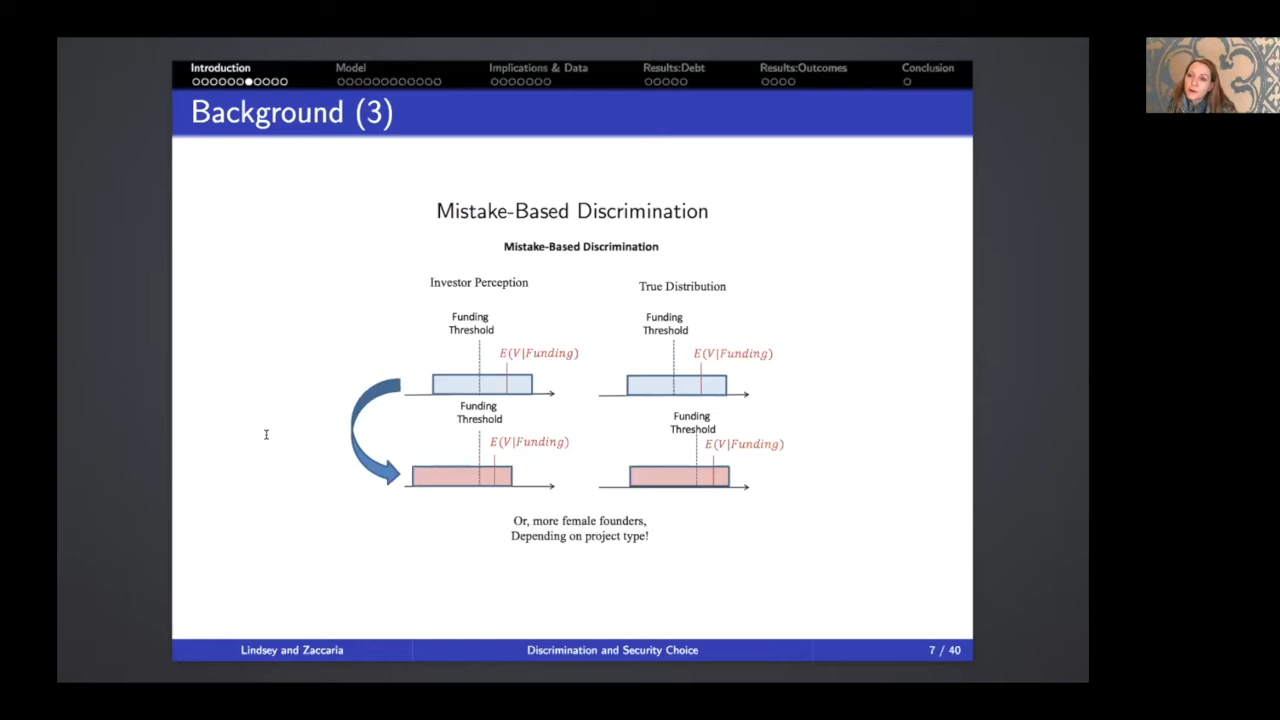 Introduction Model Implications & Data Results:Debt Results:Outcomes Conclusion
Background (3)
Mistake-Based Discrimination
Mistake-Based Discrimination
Investor Perception
True Distribution
Funding
Threshold
E(V|Funding)
Funding
Threshold
E(V|Funding)
Funding
Threshold
E(V|Funding)
Funding
Threshold
E(V|Funding)
Or, more female founders,
Depending on project type!
Lindsey and Zaccaria Discrimination and Security Choice 7 / 40